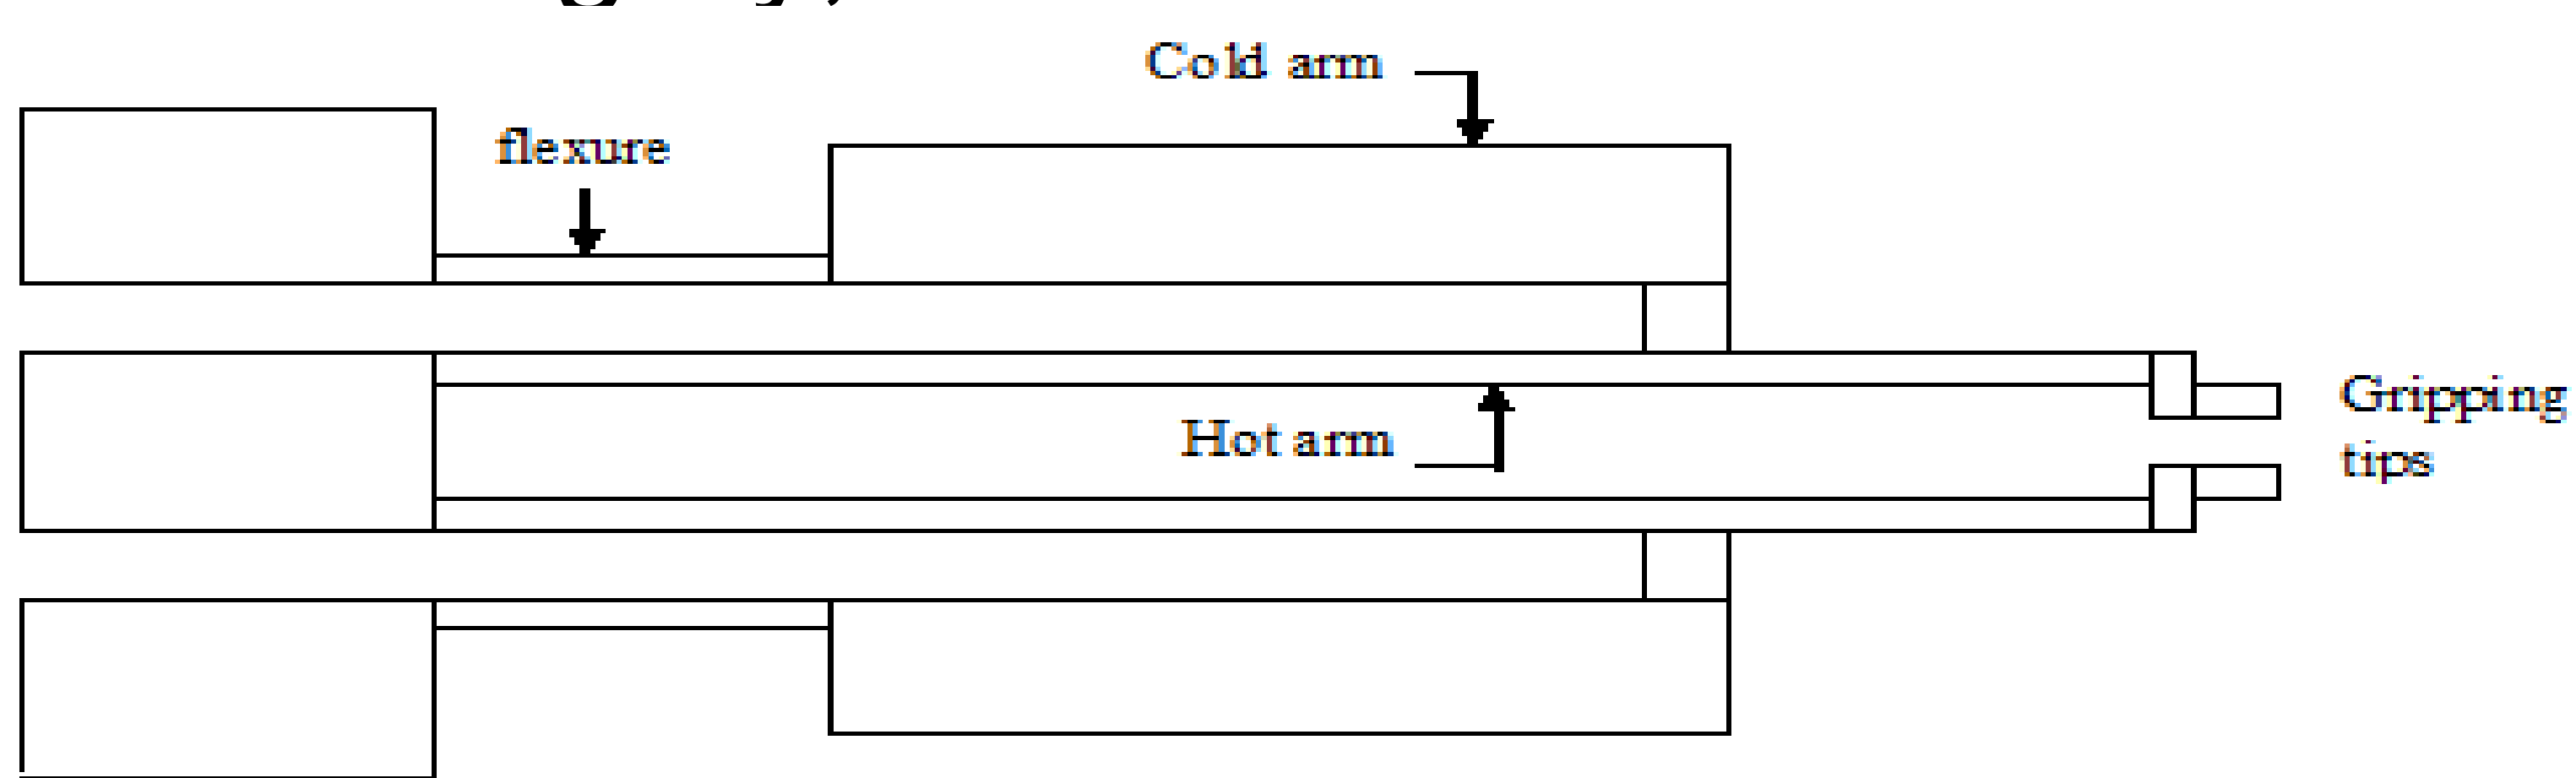 Cold arm
flexure
Gripping
Hot arm
tips